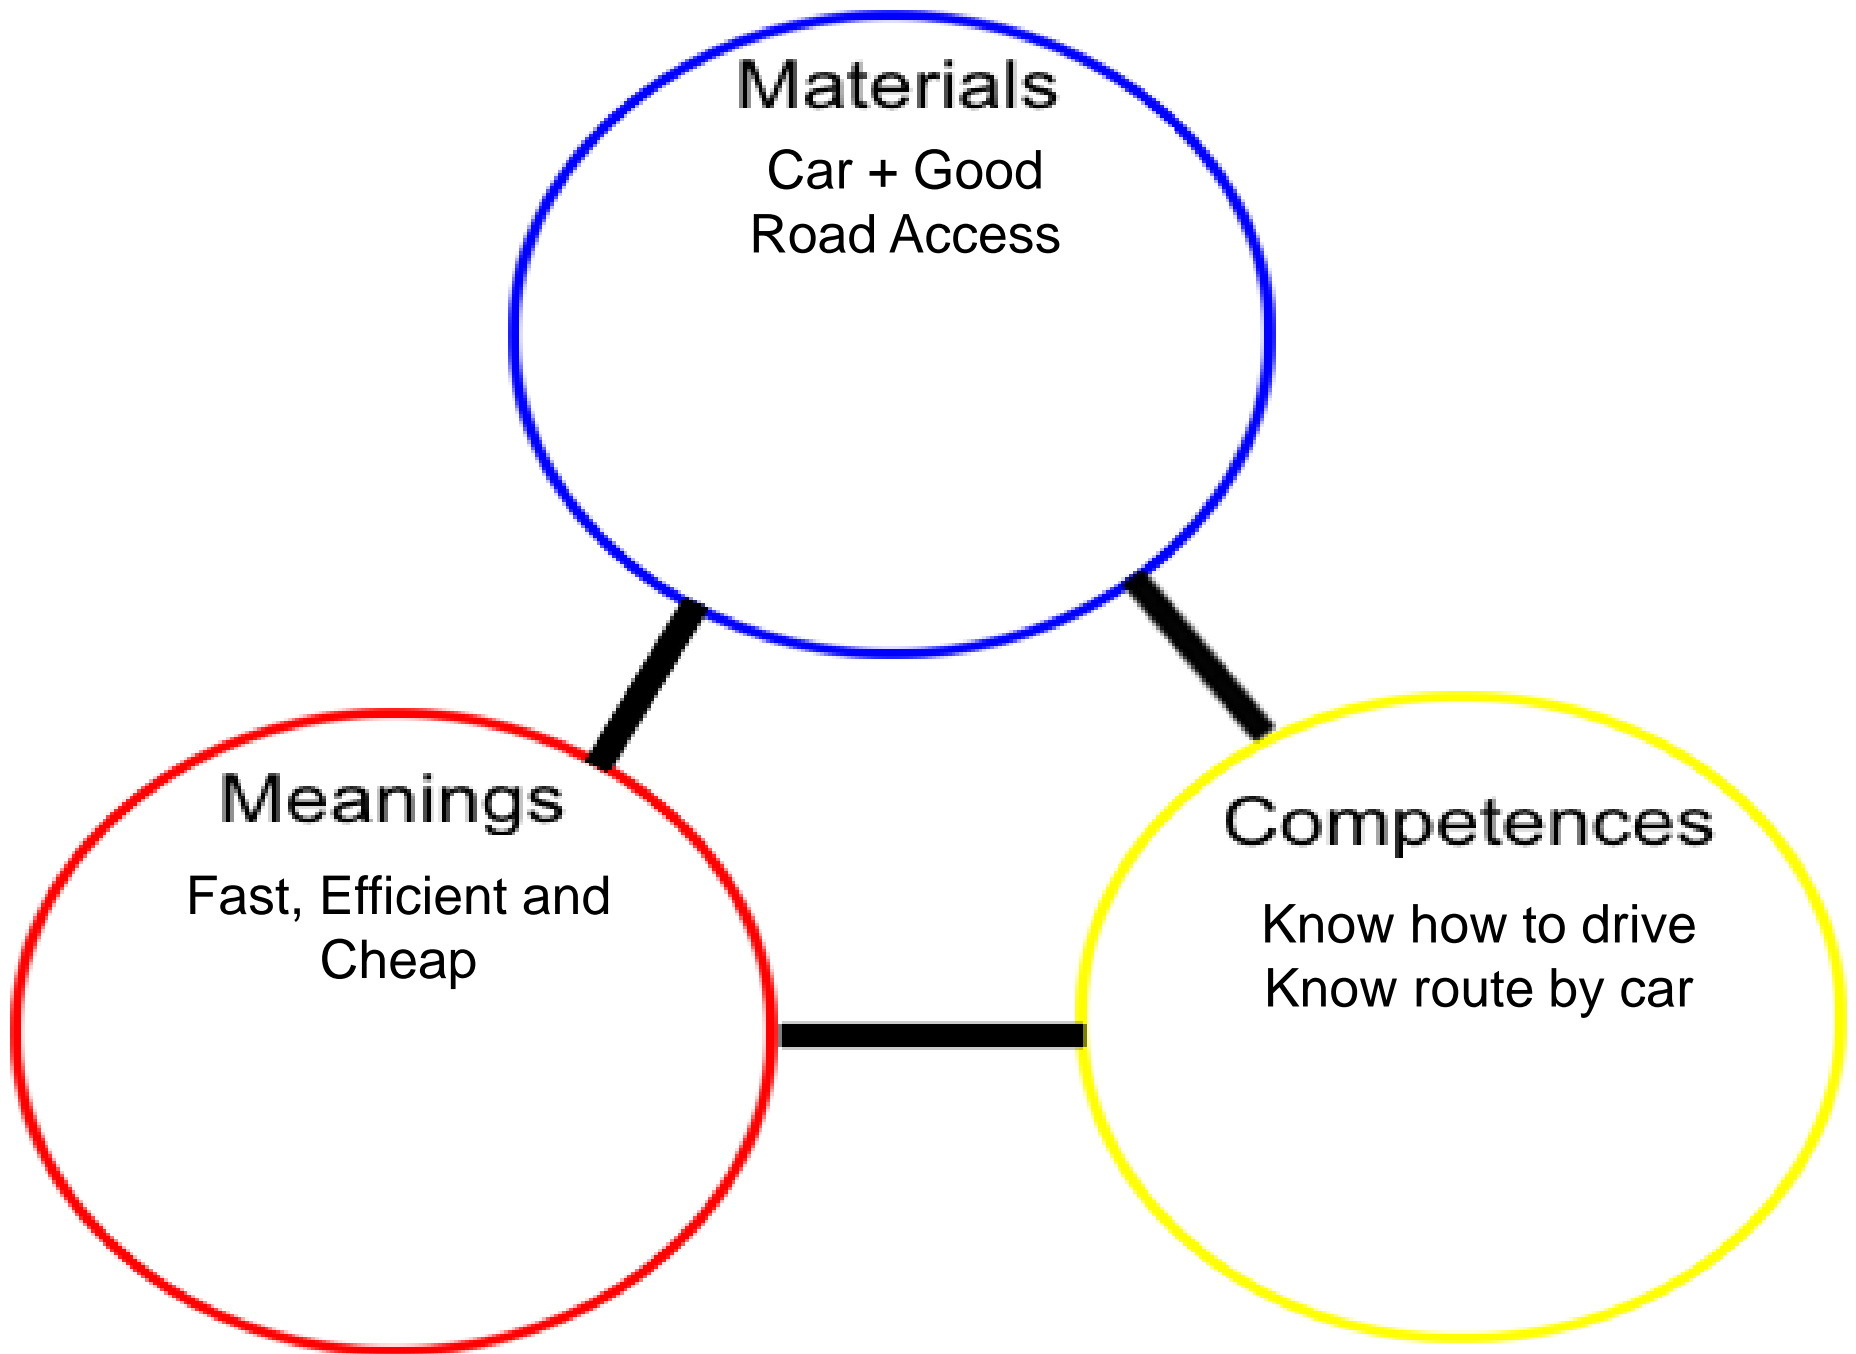 Materials
Car + Good
Road Access
Meanings
Fast, Efficient and
Cheap
Competences
Know how to drive
Know route by car